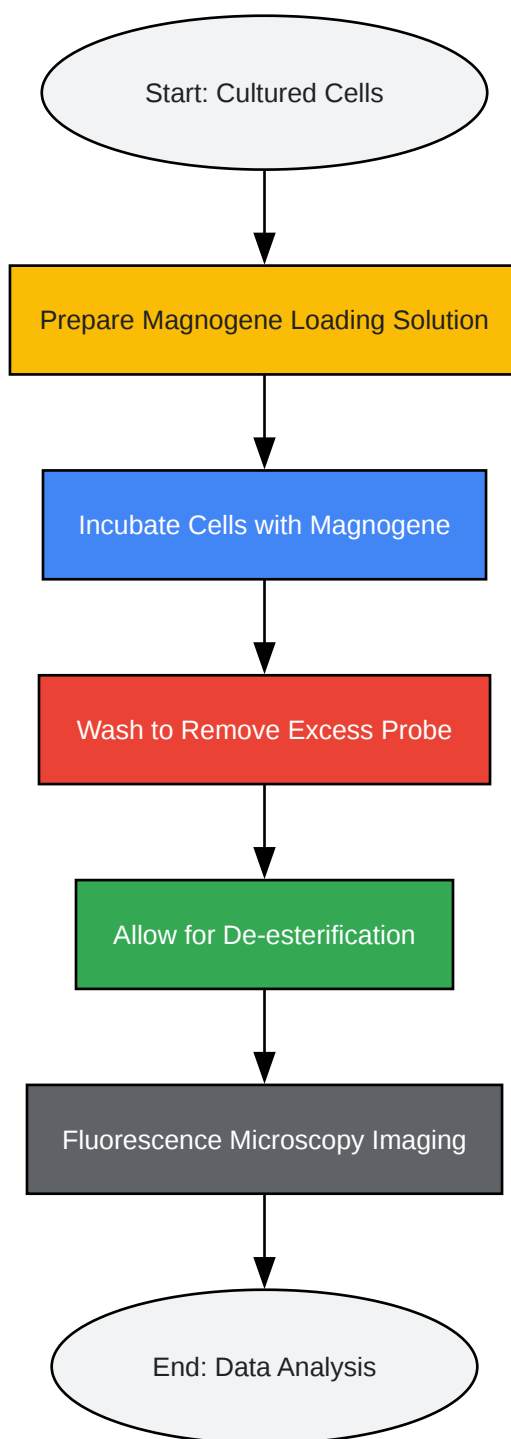 Start: Cultured Cells
Prepare Magnogene Loading Solution
Incubate Cells with Magnogene
Wash to Remove Excess Probe
Allow for De-esterification
Fluorescence Microscopy Imaging
End: Data Analysis